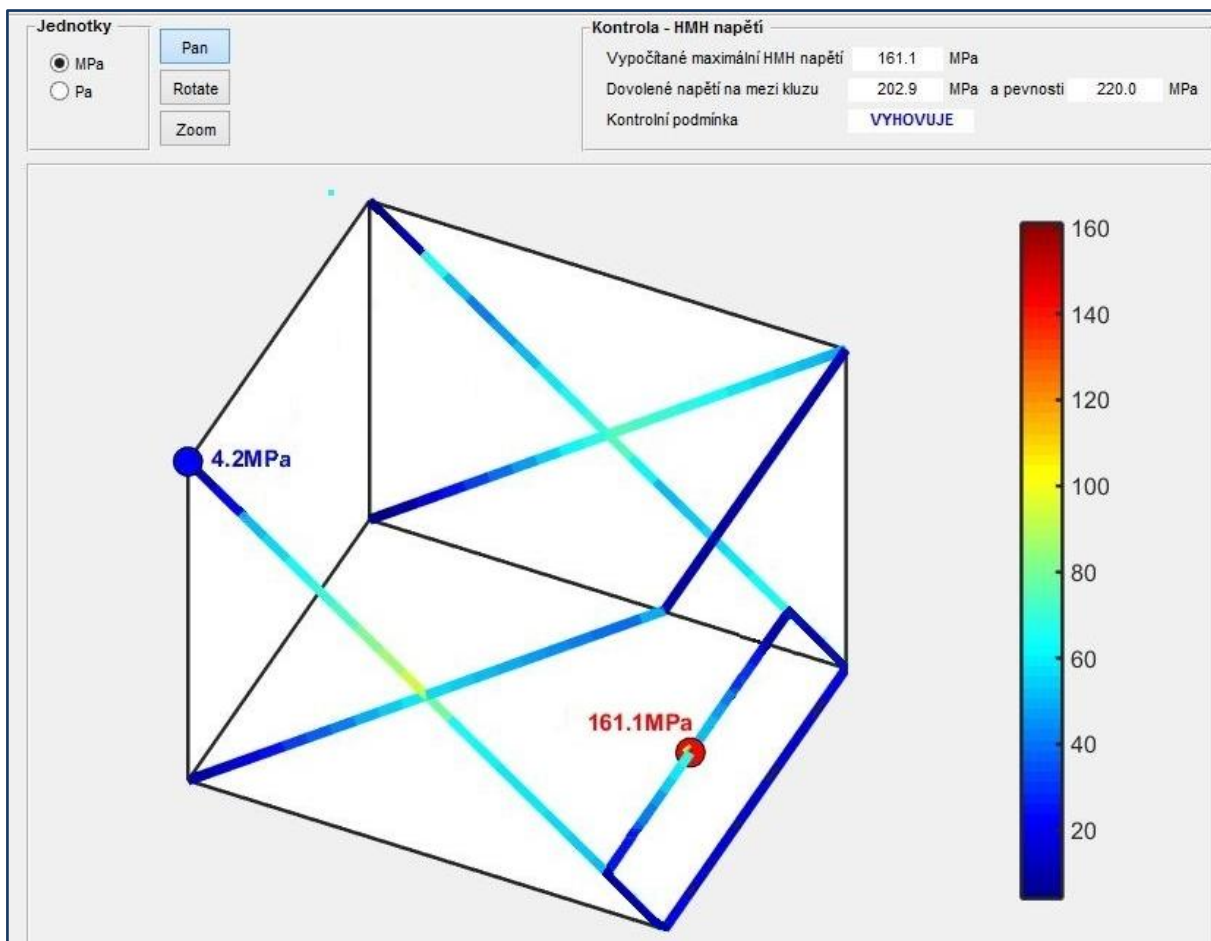 Jednotky
MPa
Pa
Pan
Rotate
Zoom
Kontrola - HMH napětí
Vypočítané maximální HMH napětí 161.1 MPa
Dovolené napětí na mezi kluzu 202.9 MPa a pevnosti 220.0 MPa
Kontrolní podmínka VYHOVUJE
4.2MPa
161.1MPa
160
140
120
100
80
60
40
20